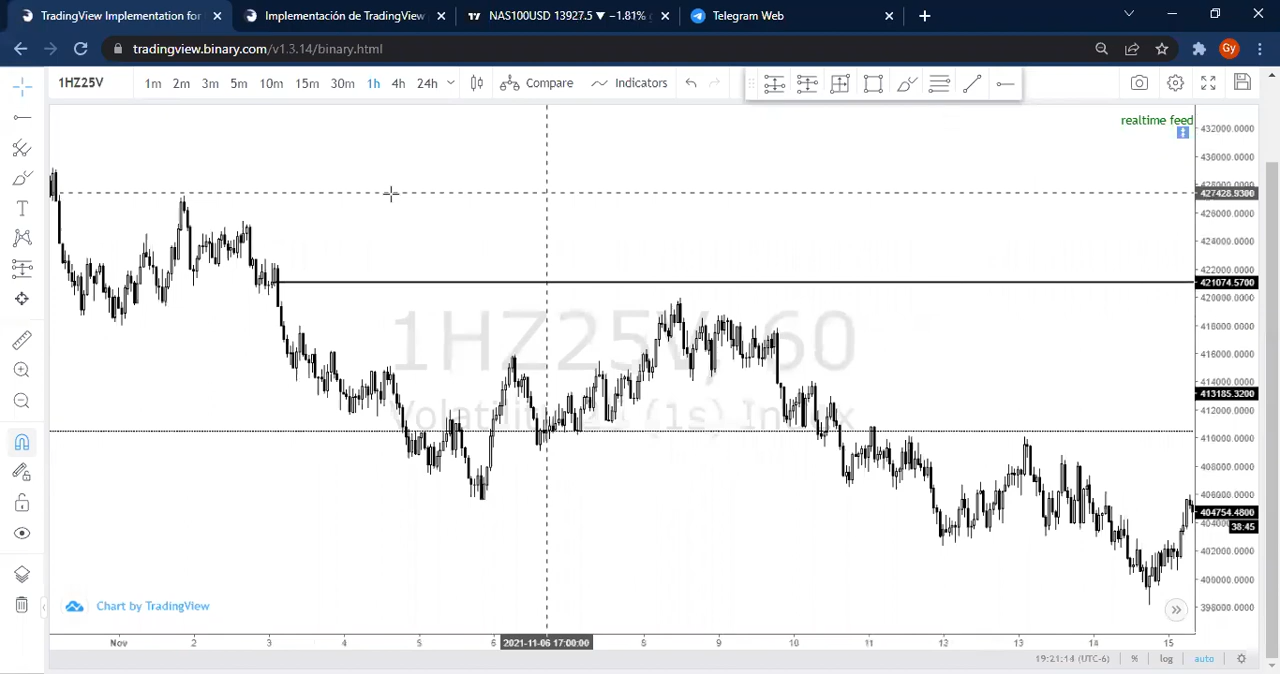 TradingView Implementation for
Implementación de TradingView
NAS100USD 13927.5 ▼ −1.81%
Telegram Web
tradingview.binary.com/v1.3.14/binary.html
Gy
1HZ25V
1m 2m 3m 5m 10m 15m 30m 1h 4h 24h
Compare
Indicators
realtime feed
432000.0000
430000.0000
427428.9300
426000.0000
424000.0000
422000.0000
421074.5700
420000.0000
418000.0000
416000.0000
414000.0000
413185.3200
412000.0000
410000.0000
408000.0000
406000.0000
404754.4800
38:45
402000.0000
400000.0000
398000.0000
1HZ25V, 60
Chart by TradingView
Nov 2 3 4 5 6 2021-11-06 17:00:00 8 9 10 11 12 13 14 15
19:21:14 (UTC-6) % log auto